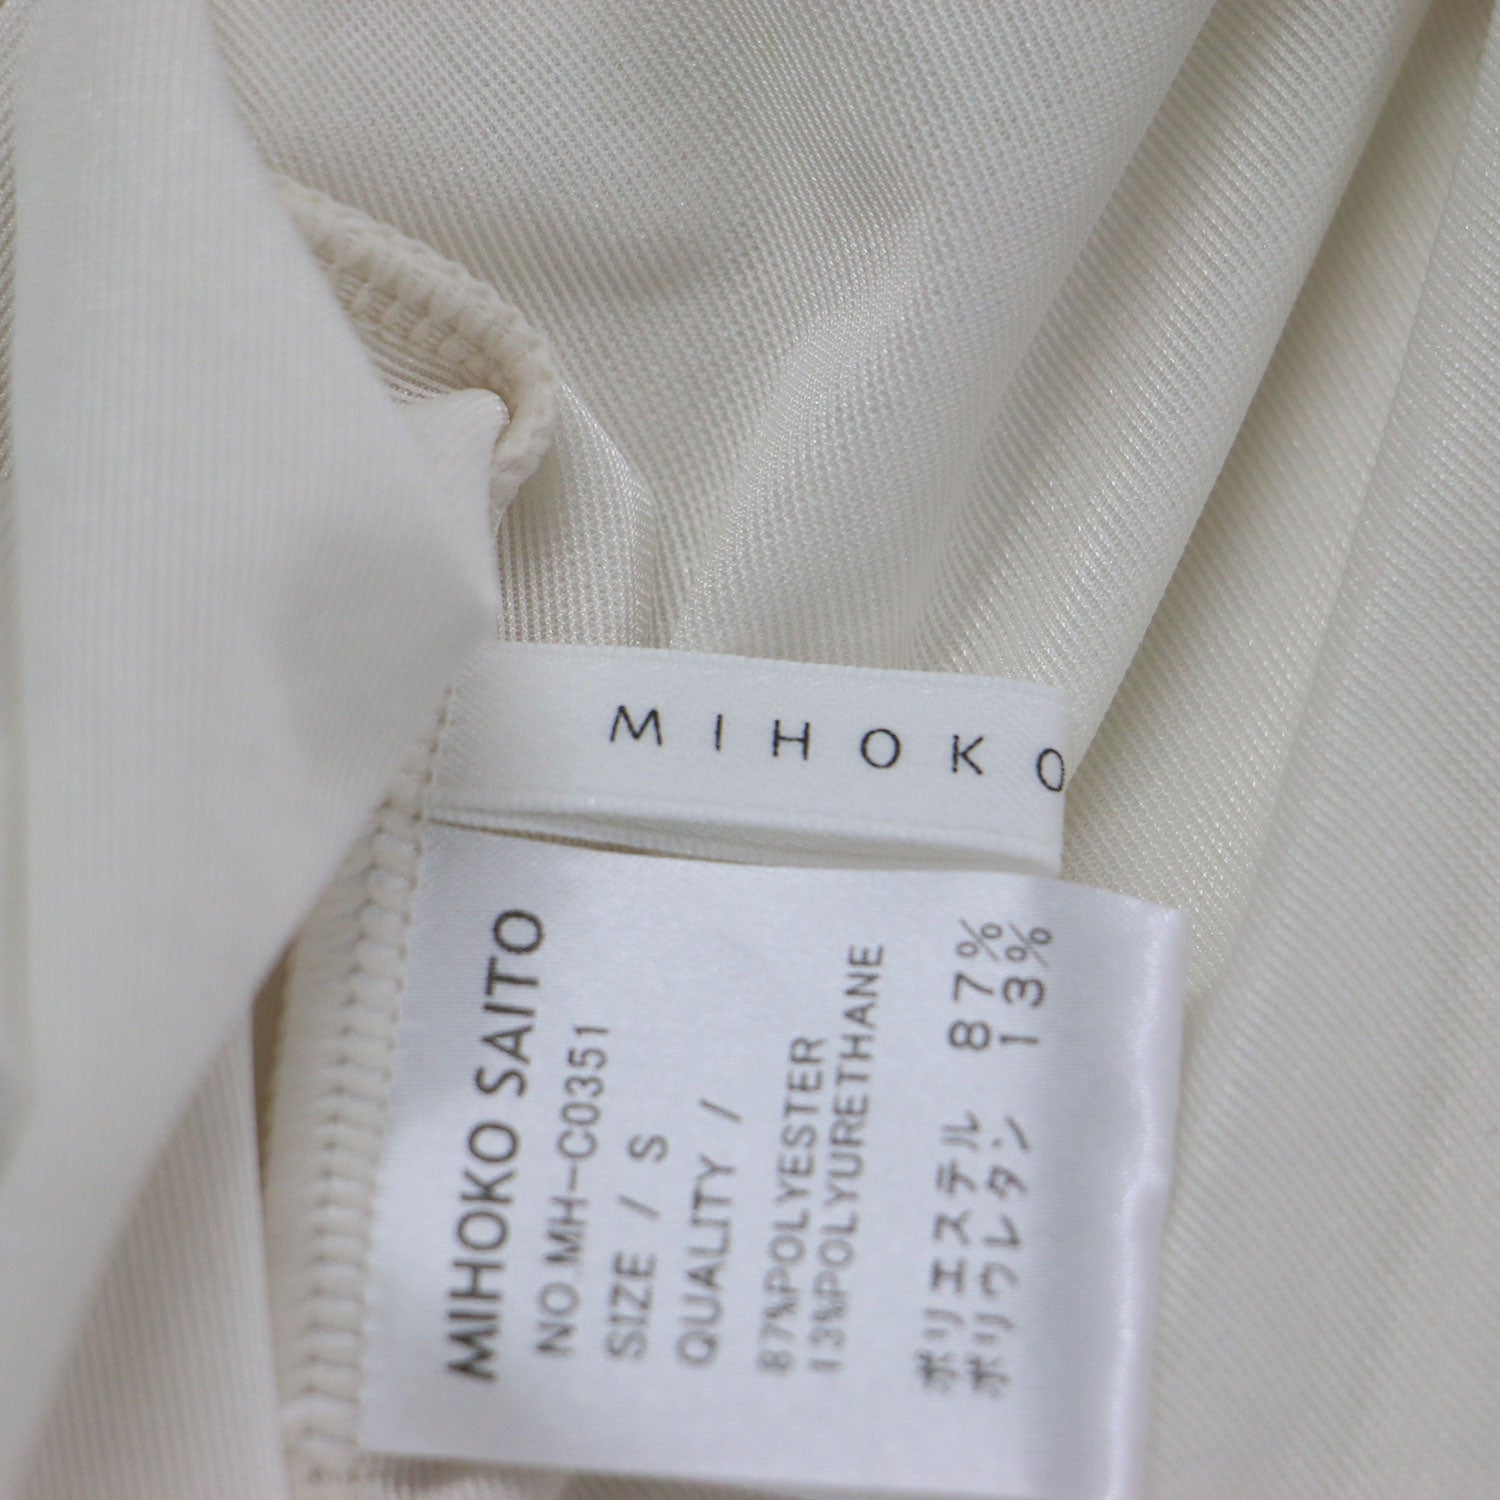 MIHOKO
MIHOKO SAITO
NO.MH-C0351
SIZE / S
QUALITY /
87%POLYESTER
13%POLYURETHANE
ポリエステル 87%
ポリウレタン 13%